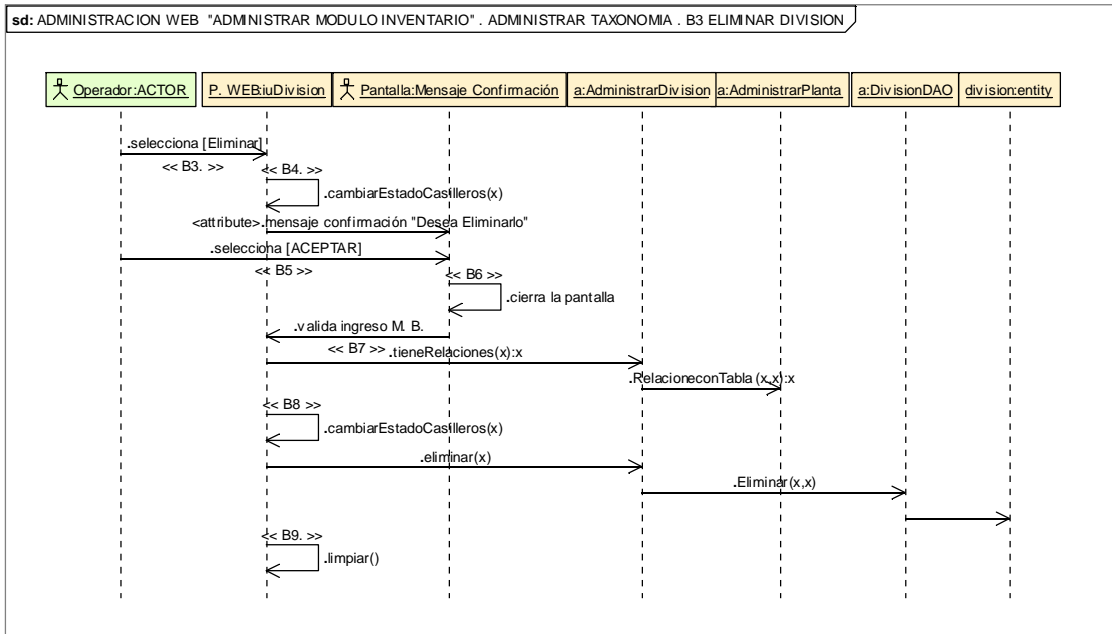 sd: ADMINISTRACION WEB "ADMINISTRAR MODULO INVENTARIO" . ADMINISTRAR TAXONOMIA . B3 ELIMINAR DIVISION
Operador:ACTOR
P. WEB:iuDivision
Pantalla:Mensaje Confirmación
a:AdministrarDivision
a:AdministrarPlanta
a:DivisionDAO
division:entity
.selecciona [Eliminar]
<< B3. >>
<< B4. >>
.cambiarEstadoCasilleros(x)
<attribute>.mensaje confirmación "Desea Eliminarlo"
.selecciona [ACEPTAR]
<< B5 >>
<< B6 >>
.cierra la pantalla
.valida ingreso M. B.
<< B7 >>
.tieneRelaciones(x):x
.RelacioneconTabla (x,x):x
<< B8 >>
.cambiarEstadoCasilleros(x)
.eliminar(x)
.Eliminar(x,x)
<< B9. >>
.limpiar()